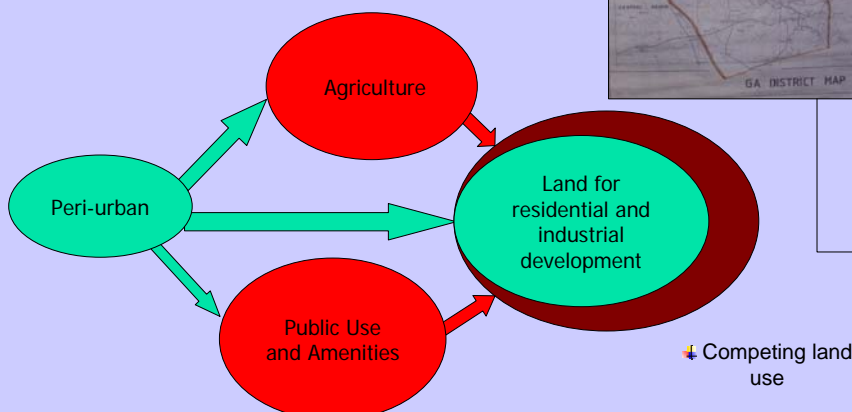 GA DISTRICT MAP
Agriculture
Peri-urban
Land for
residential and
industrial
development
Public Use
and Amenities
Competing land
use